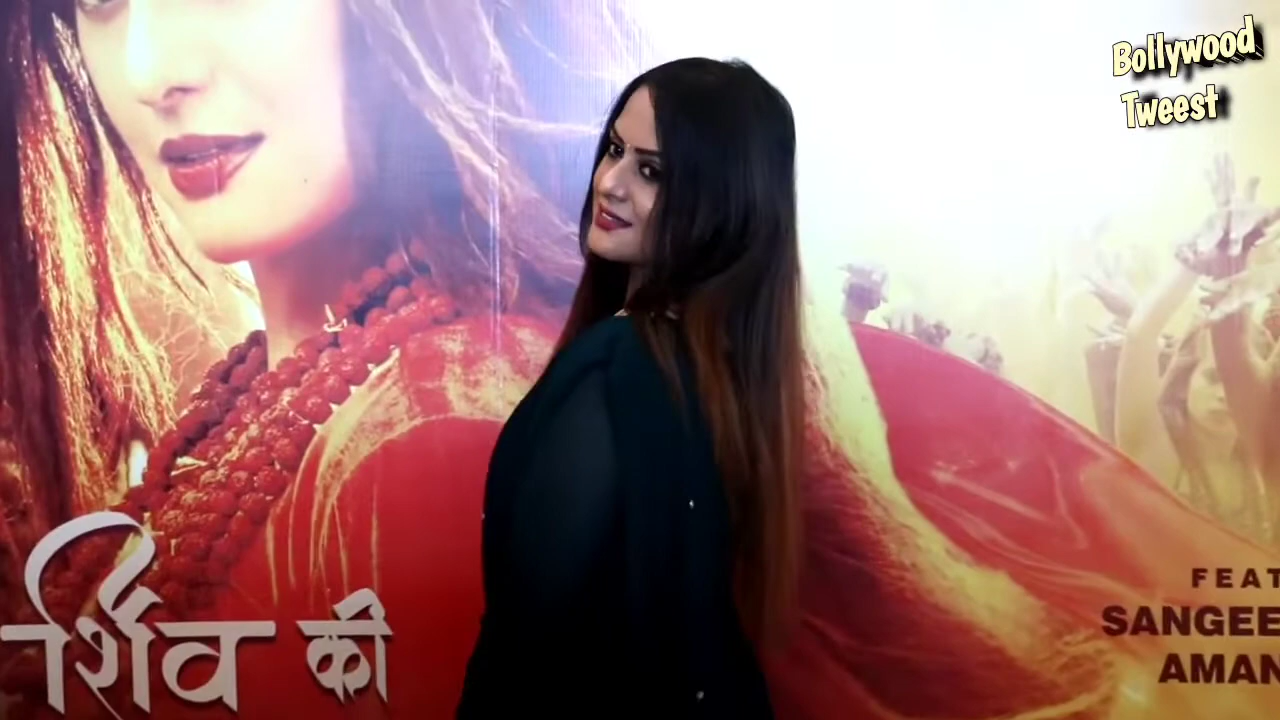 Bollywood
Tweest
शिव की
FEAT
SANGEE
AMAN